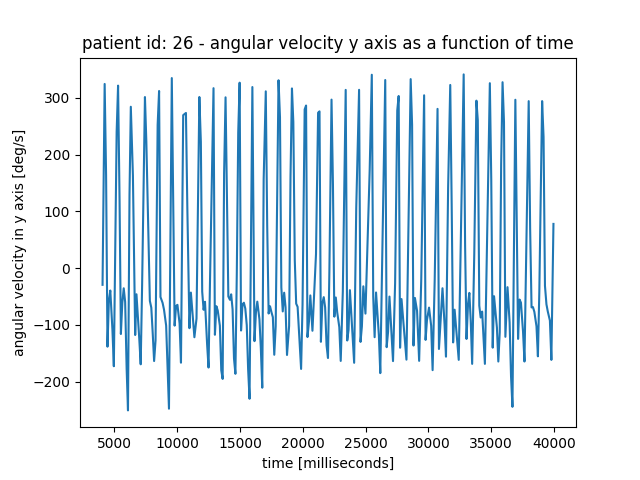 patient id: 26 - angular velocity y axis as a function of time
angular velocity in y axis [deg/s]
300
200
100
0
−100
−200
5000 10000 15000 20000 25000 30000 35000 40000
time [milliseconds]